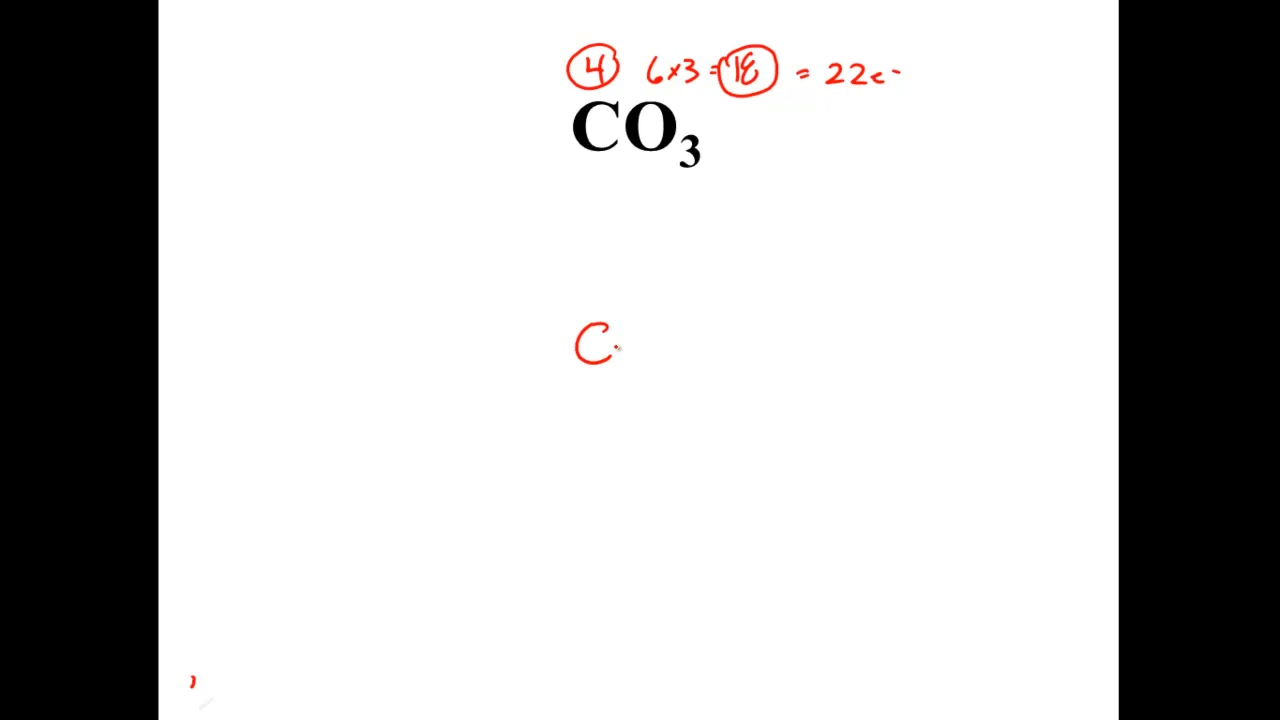 4 6×3 = 18 = 22e-
CO₃
C